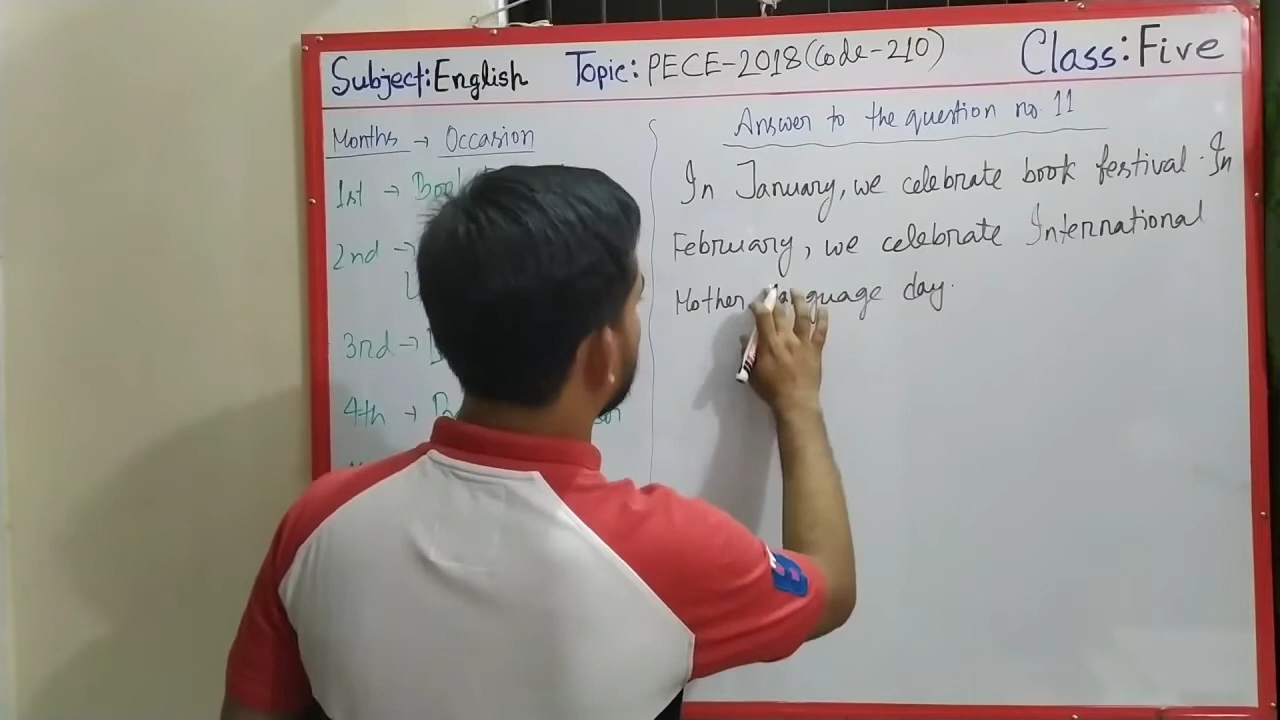 Subject: English Topic: PECE-2018 (Code-210) Class: Five
Months → Occasion
1st →
2nd →
3rd →
4th →
Answer to the question no. 11
In January, we celebrate book festival. In
February, we celebrate International
Mother language day.